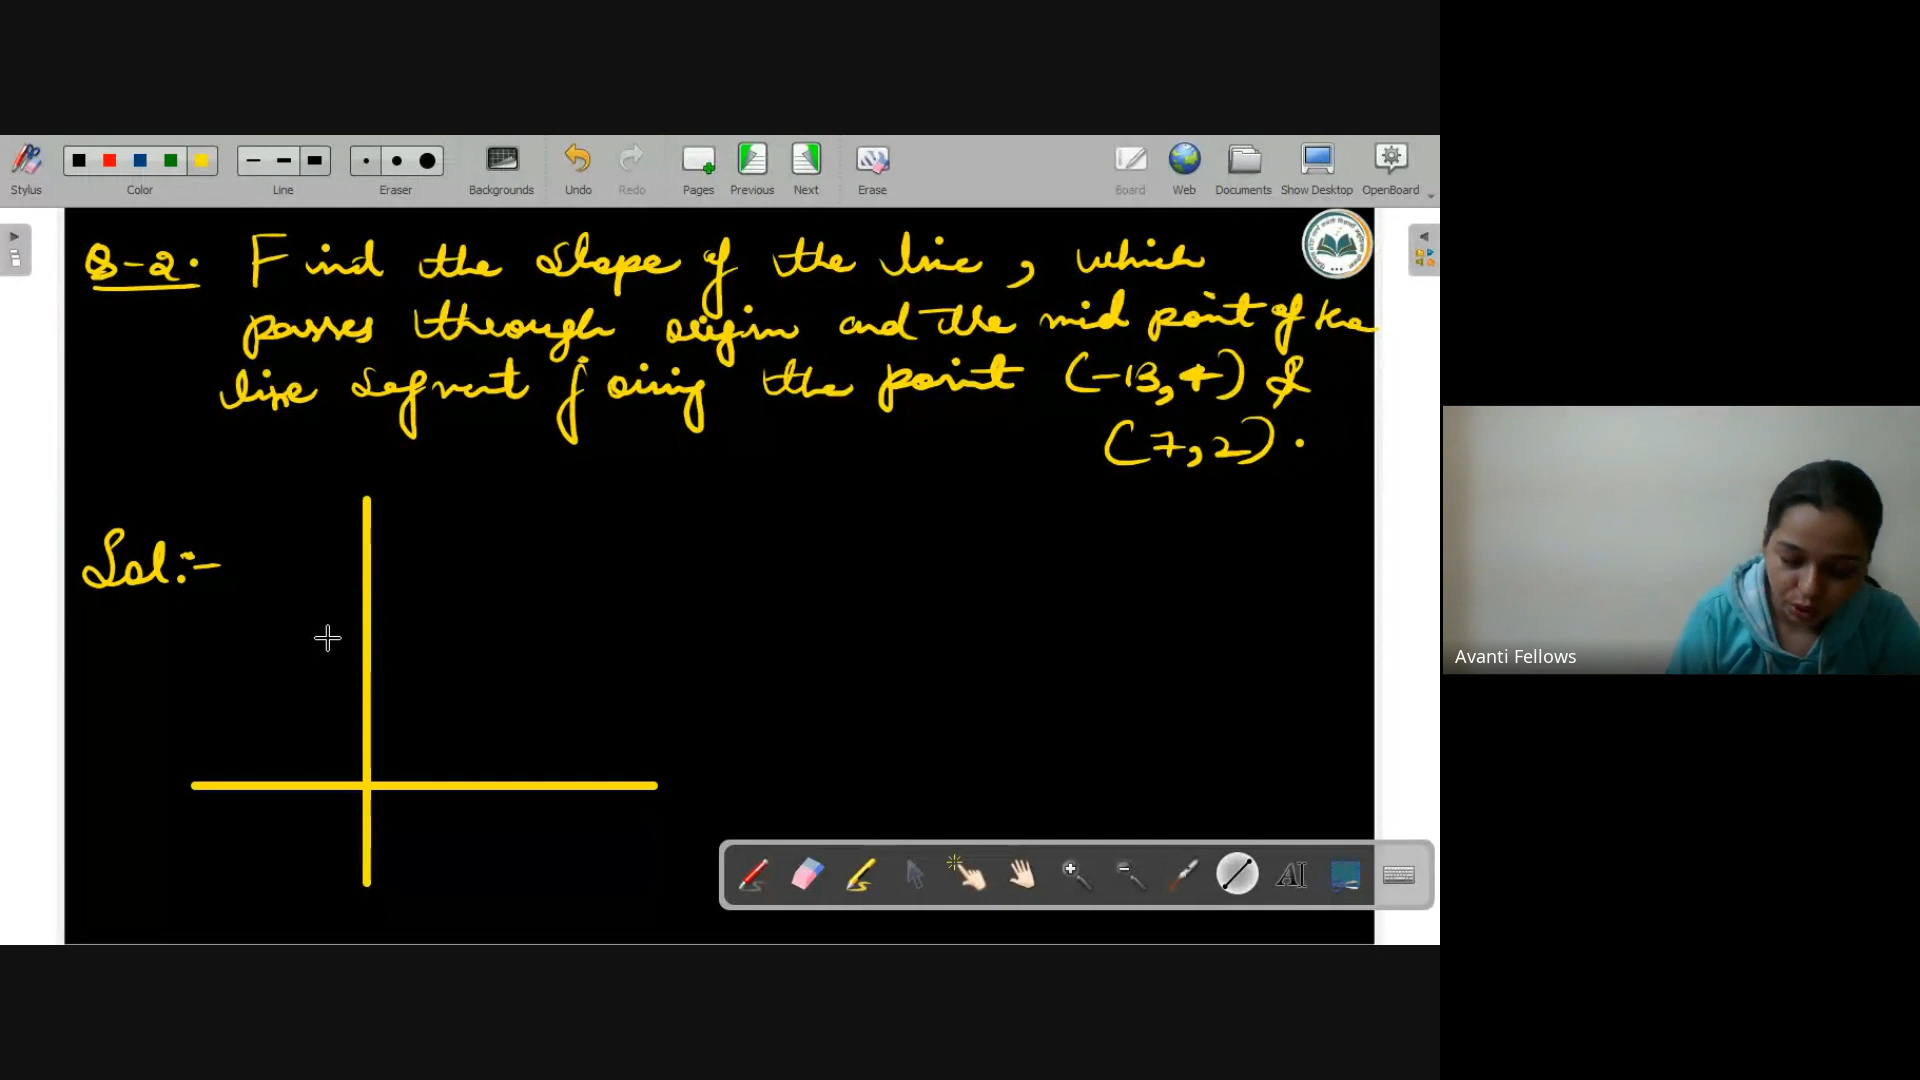 Stylus Color Line Eraser Backgrounds Undo Redo Pages Previous Next Erase Board Web Documents Show Desktop OpenBoard
Q-2. Find the slope of the line, which
passes through origin and the mid point of the
line segment joining the point (-13,4) &
(7,2).
Sol:-
AI
Avanti Fellows